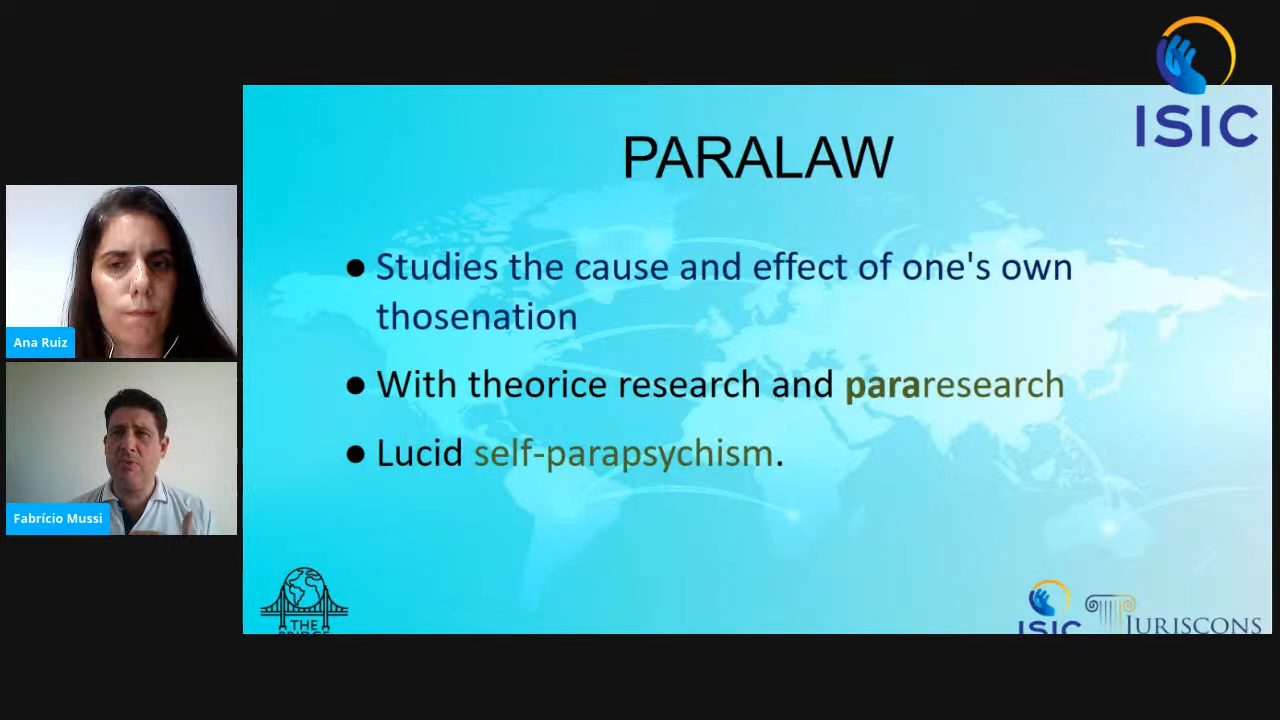 ISIC
PARALAW
● Studies the cause and effect of one's own
thosenation
● With theorice research and pararesearch
● Lucid self-parapsychism.
Ana Ruiz
Fabrício Mussi
THE
BRIDGE
ISIC
JURISCONS